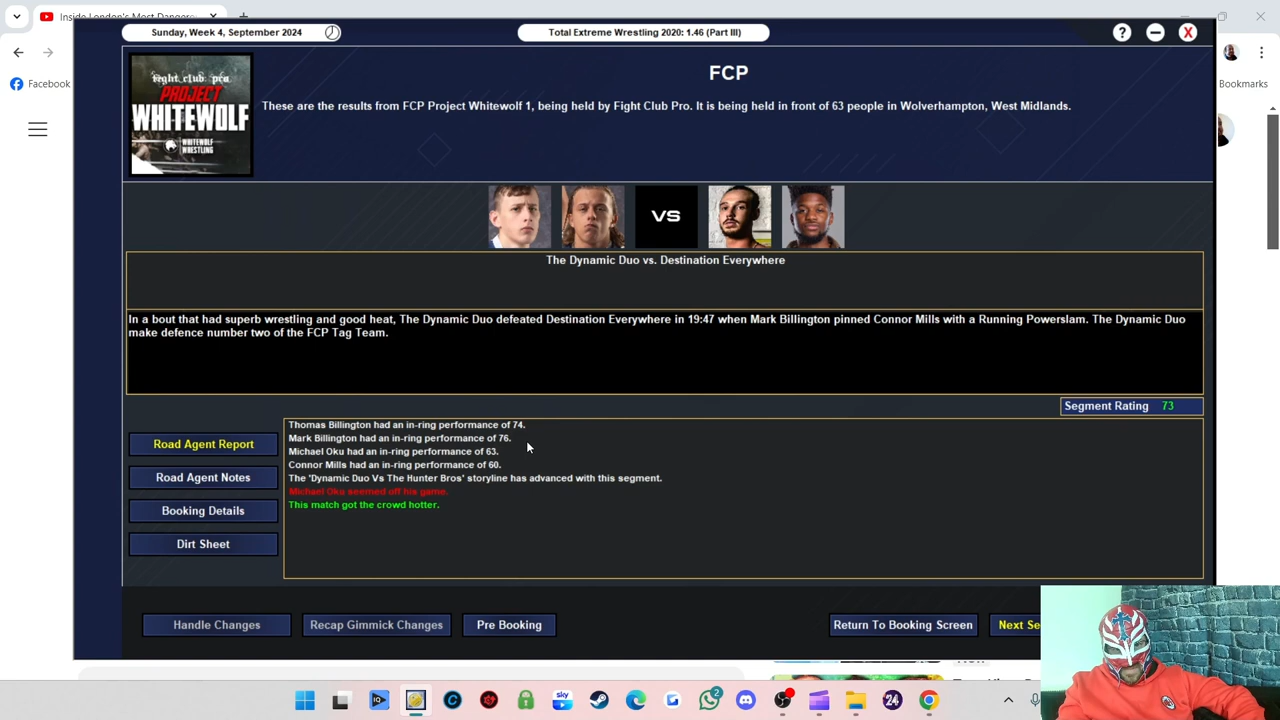 Inside London's Most Dangero
Facebook
Bookmarks
Sunday, Week 4, September 2024
Total Extreme Wrestling 2020: 1.46 (Part III)
?
X
fight club pro
PROJECT
WHITEWOLF
WHITEWOLF
WRESTLING
FCP
These are the results from FCP Project Whitewolf 1, being held by Fight Club Pro. It is being held in front of 63 people in Wolverhampton, West Midlands.
VS
The Dynamic Duo vs. Destination Everywhere
In a bout that had superb wrestling and good heat, The Dynamic Duo defeated Destination Everywhere in 19:47 when Mark Billington pinned Connor Mills with a Running Powerslam. The Dynamic Duo
make defence number two of the FCP Tag Team.
Segment Rating 73
Road Agent Report
Road Agent Notes
Booking Details
Dirt Sheet
Thomas Billington had an in-ring performance of 74.
Mark Billington had an in-ring performance of 76.
Michael Oku had an in-ring performance of 63.
Connor Mills had an in-ring performance of 60.
The 'Dynamic Duo Vs The Hunter Bros' storyline has advanced with this segment.
Michael Oku seemed off his game.
This match got the crowd hotter.
Handle Changes
Recap Gimmick Changes
Pre Booking
Return To Booking Screen
Next Se
sky
2
24